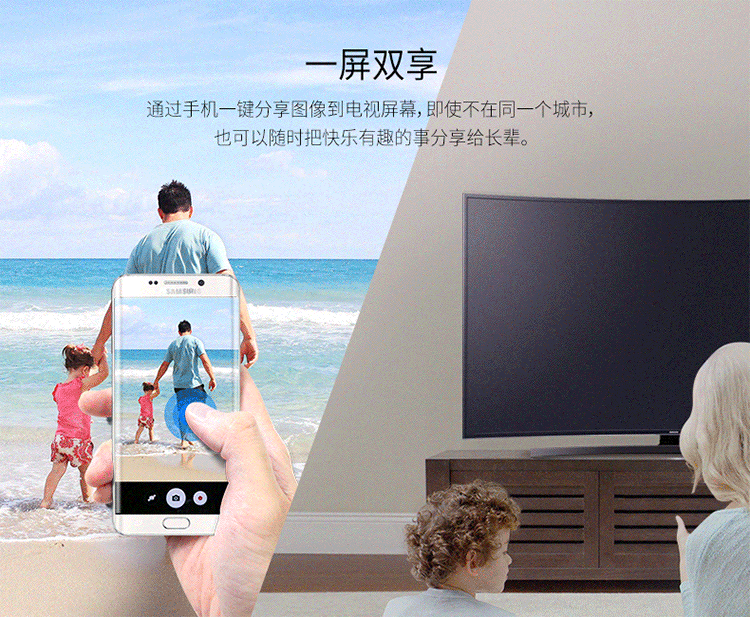 一屏双享
通过手机一键分享图像到电视屏幕，即使不在同一个城市，
也可以随时把快乐有趣的事分享给长辈。
SAMSUNG